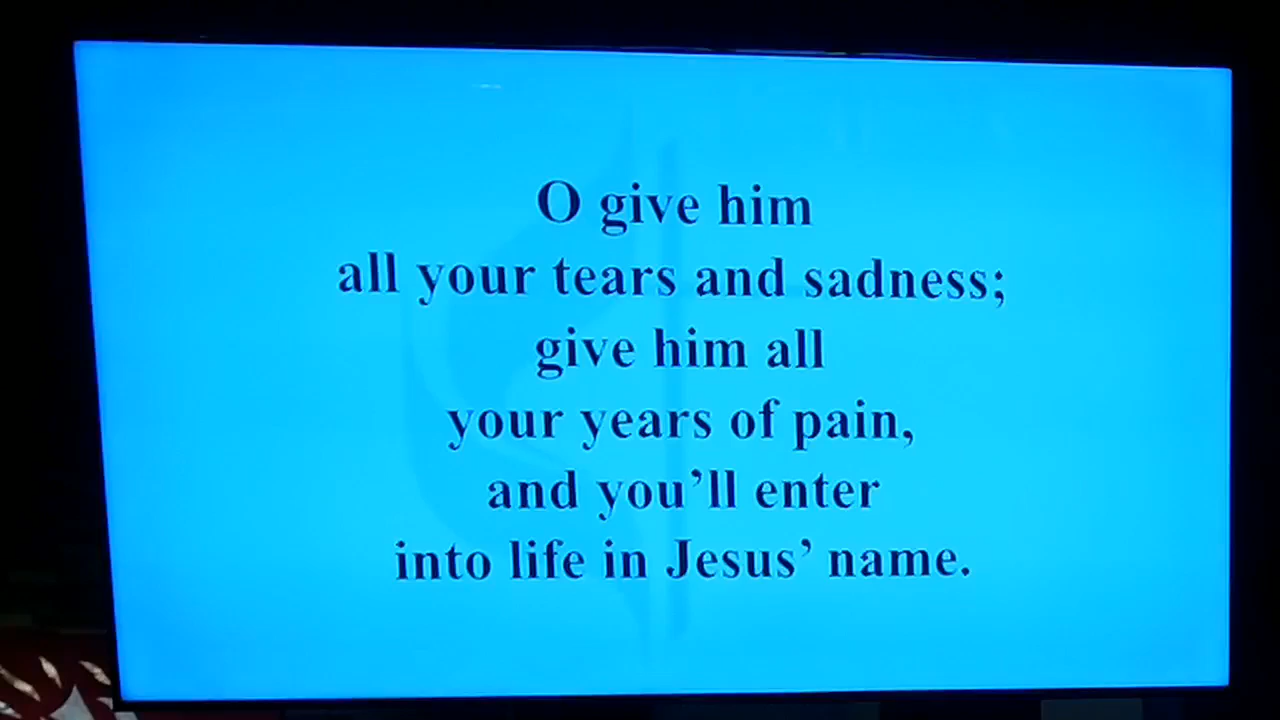 O give him
all your tears and sadness;
give him all
your years of pain,
and you’ll enter
into life in Jesus’ name.